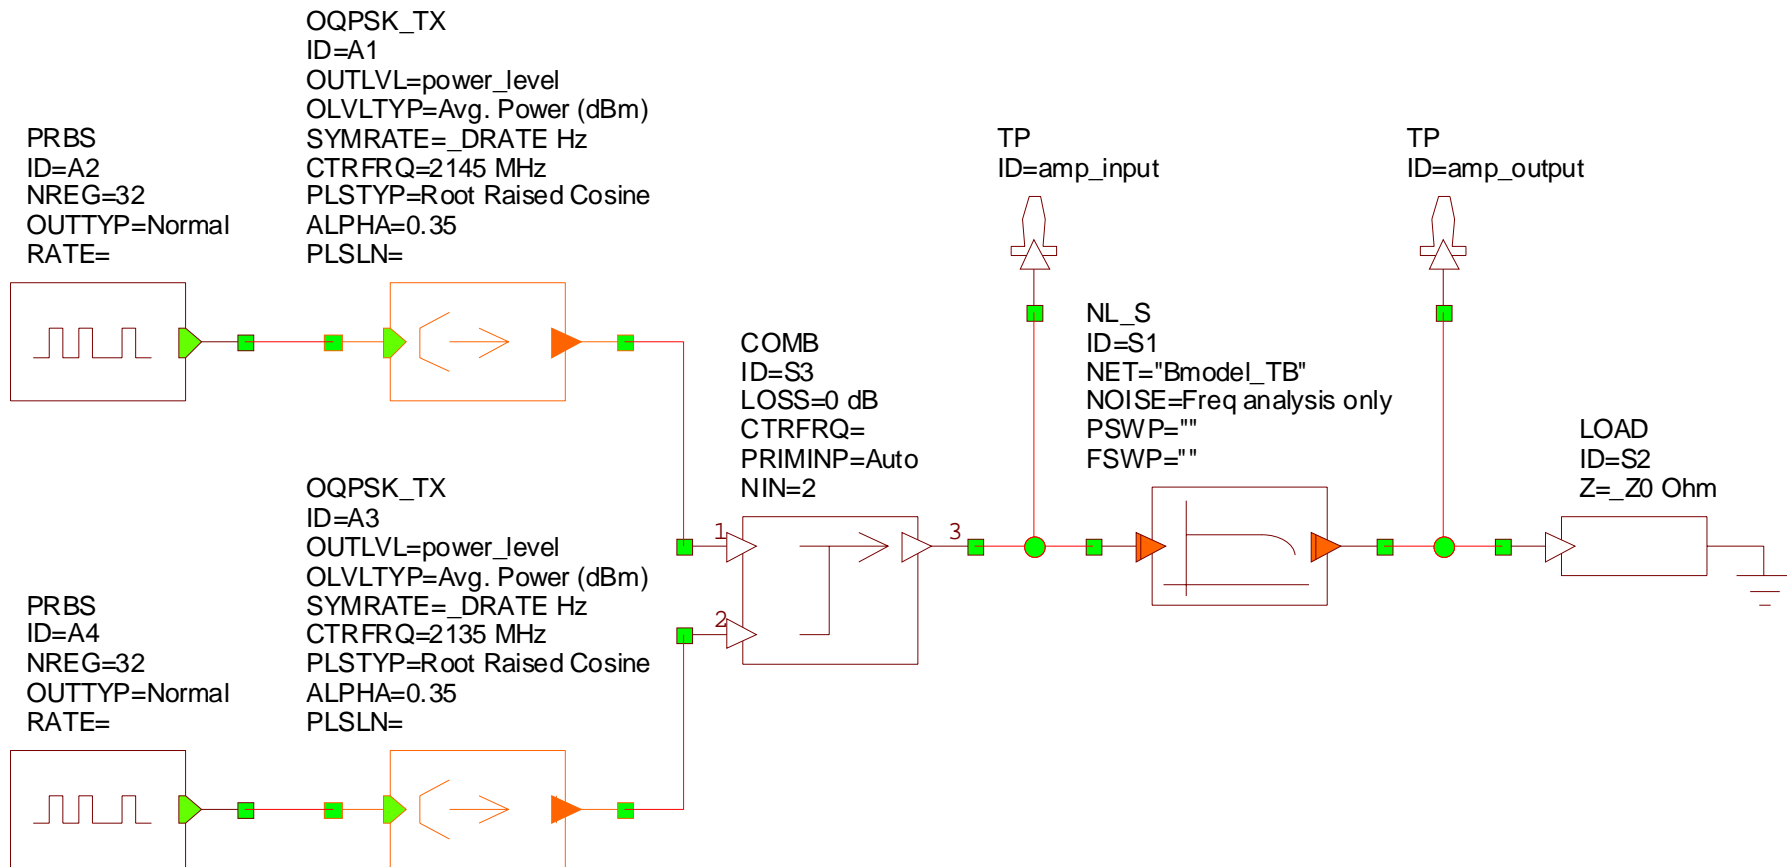 OQPSK_TX
ID=A1
OUTLVL=power_level
OLVLTYP=Avg. Power (dBm)
SYMRATE=_DRATE Hz
CTRFRQ=2145 MHz
PLSTYP=Root Raised Cosine
ALPHA=0.35
PLSLN=
PRBS
ID=A2
NREG=32
OUTTYP=Normal
RATE=
TP
ID=amp_input
TP
ID=amp_output
COMB
ID=S3
LOSS=0 dB
CTRFRQ=
PRIMINP=Auto
NIN=2
1
2
3
NL_S
ID=S1
NET="Bmodel_TB"
NOISE=Freq analysis only
PSWP=""
FSWP=""
LOAD
ID=S2
Z=_Z0 Ohm
OQPSK_TX
ID=A3
OUTLVL=power_level
OLVLTYP=Avg. Power (dBm)
SYMRATE=_DRATE Hz
CTRFRQ=2135 MHz
PLSTYP=Root Raised Cosine
ALPHA=0.35
PLSLN=
PRBS
ID=A4
NREG=32
OUTTYP=Normal
RATE=